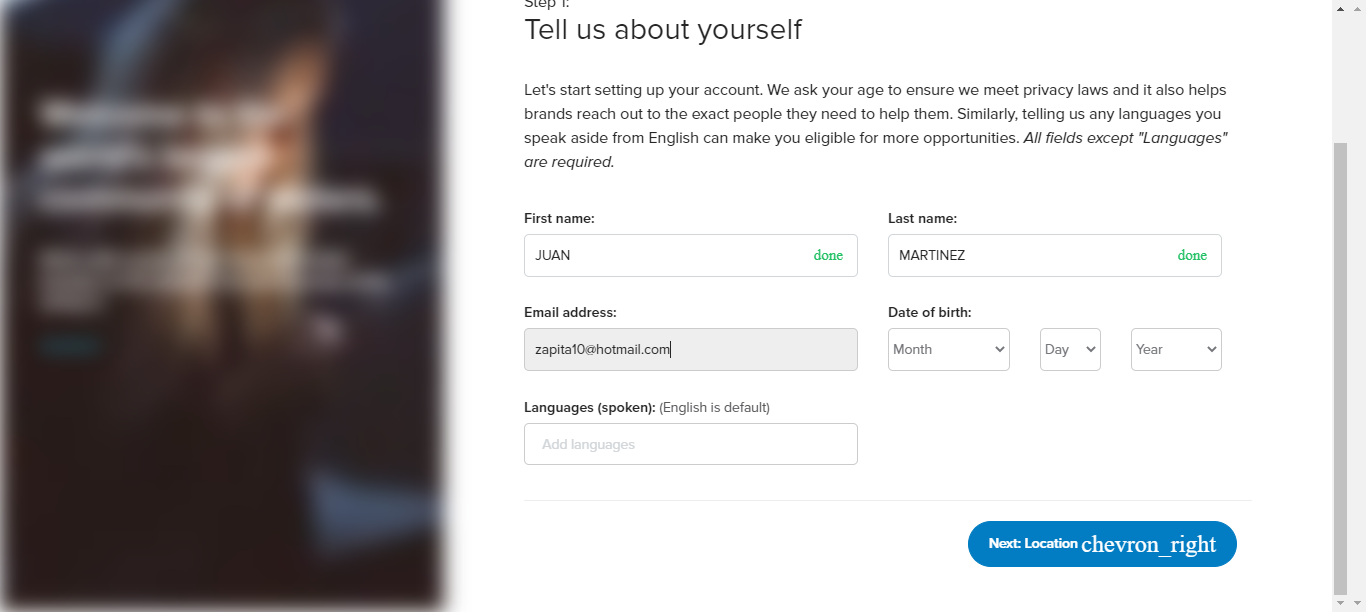 Step 1:
Tell us about yourself
Let's start setting up your account. We ask your age to ensure we meet privacy laws and it also helps
brands reach out to the exact people they need to help them. Similarly, telling us any languages you
speak aside from English can make you eligible for more opportunities. All fields except "Languages"
are required.
First name:
Last name:
JUAN
done
MARTINEZ
done
Email address:
Date of birth:
zapita10@hotmail.com
Month
Day
Year
Languages (spoken): (English is default)
Add languages
Next: Location chevron_right